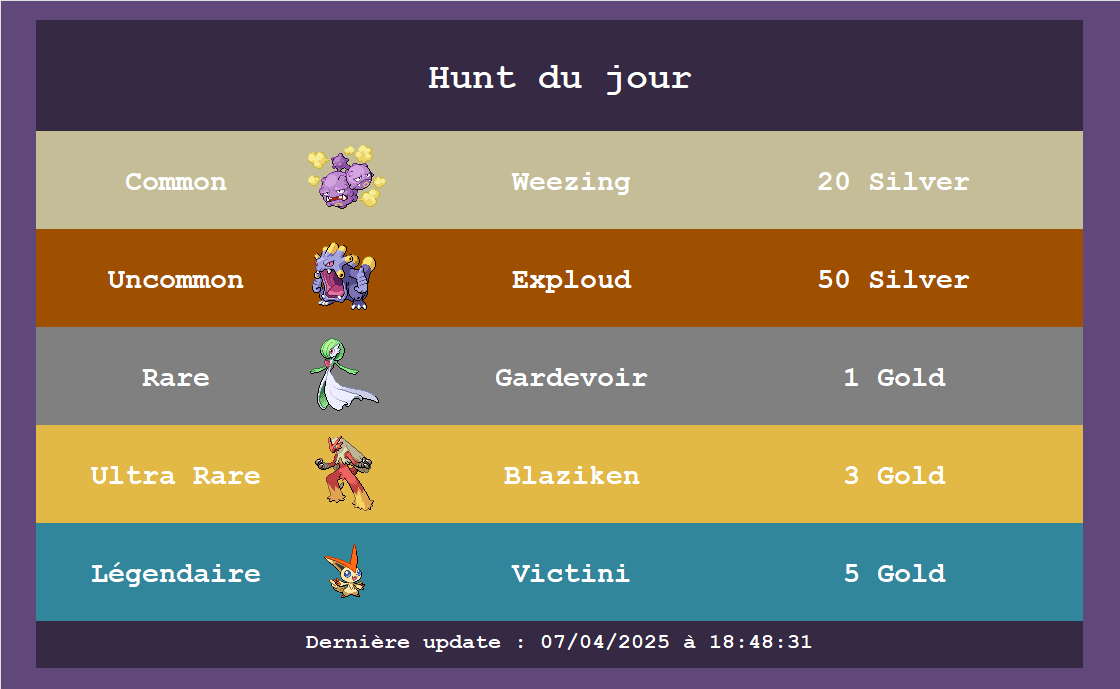 Hunt du jour
Common Weezing 20 Silver
Uncommon Exploud 50 Silver
Rare Gardevoir 1 Gold
Ultra Rare Blaziken 3 Gold
Légendaire Victini 5 Gold
Dernière update : 07/04/2025 à 18:48:31